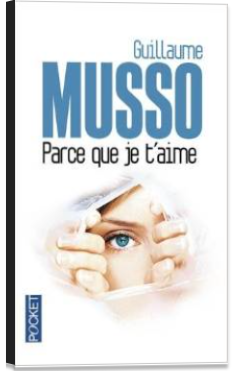 Guillaume
MUSSO
Parce que je t'aime
POCKET